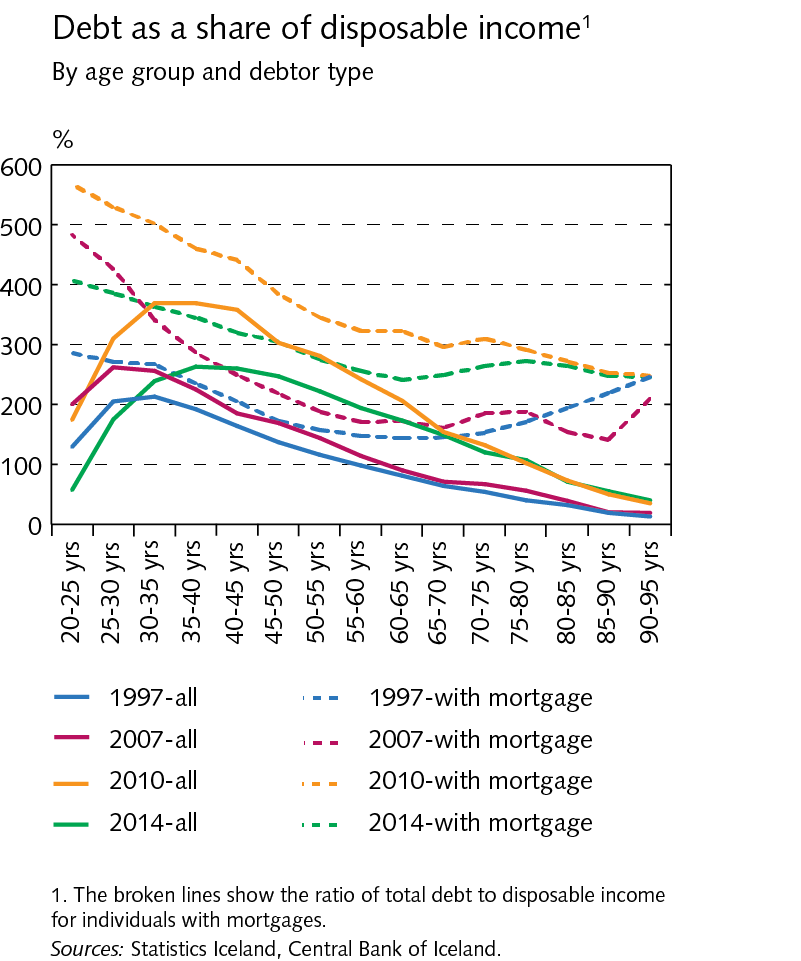 Debt as a share of disposable income¹
By age group and debtor type
%
600
500
400
300
200
100
0
20-25 yrs
25-30 yrs
30-35 yrs
35-40 yrs
40-45 yrs
45-50 yrs
50-55 yrs
55-60 yrs
60-65 yrs
65-70 yrs
70-75 yrs
75-80 yrs
80-85 yrs
85-90 yrs
90-95 yrs
1997-all
1997-with mortgage
2007-all
2007-with mortgage
2010-all
2010-with mortgage
2014-all
2014-with mortgage
1. The broken lines show the ratio of total debt to disposable income
for individuals with mortgages.
Sources: Statistics Iceland, Central Bank of Iceland.